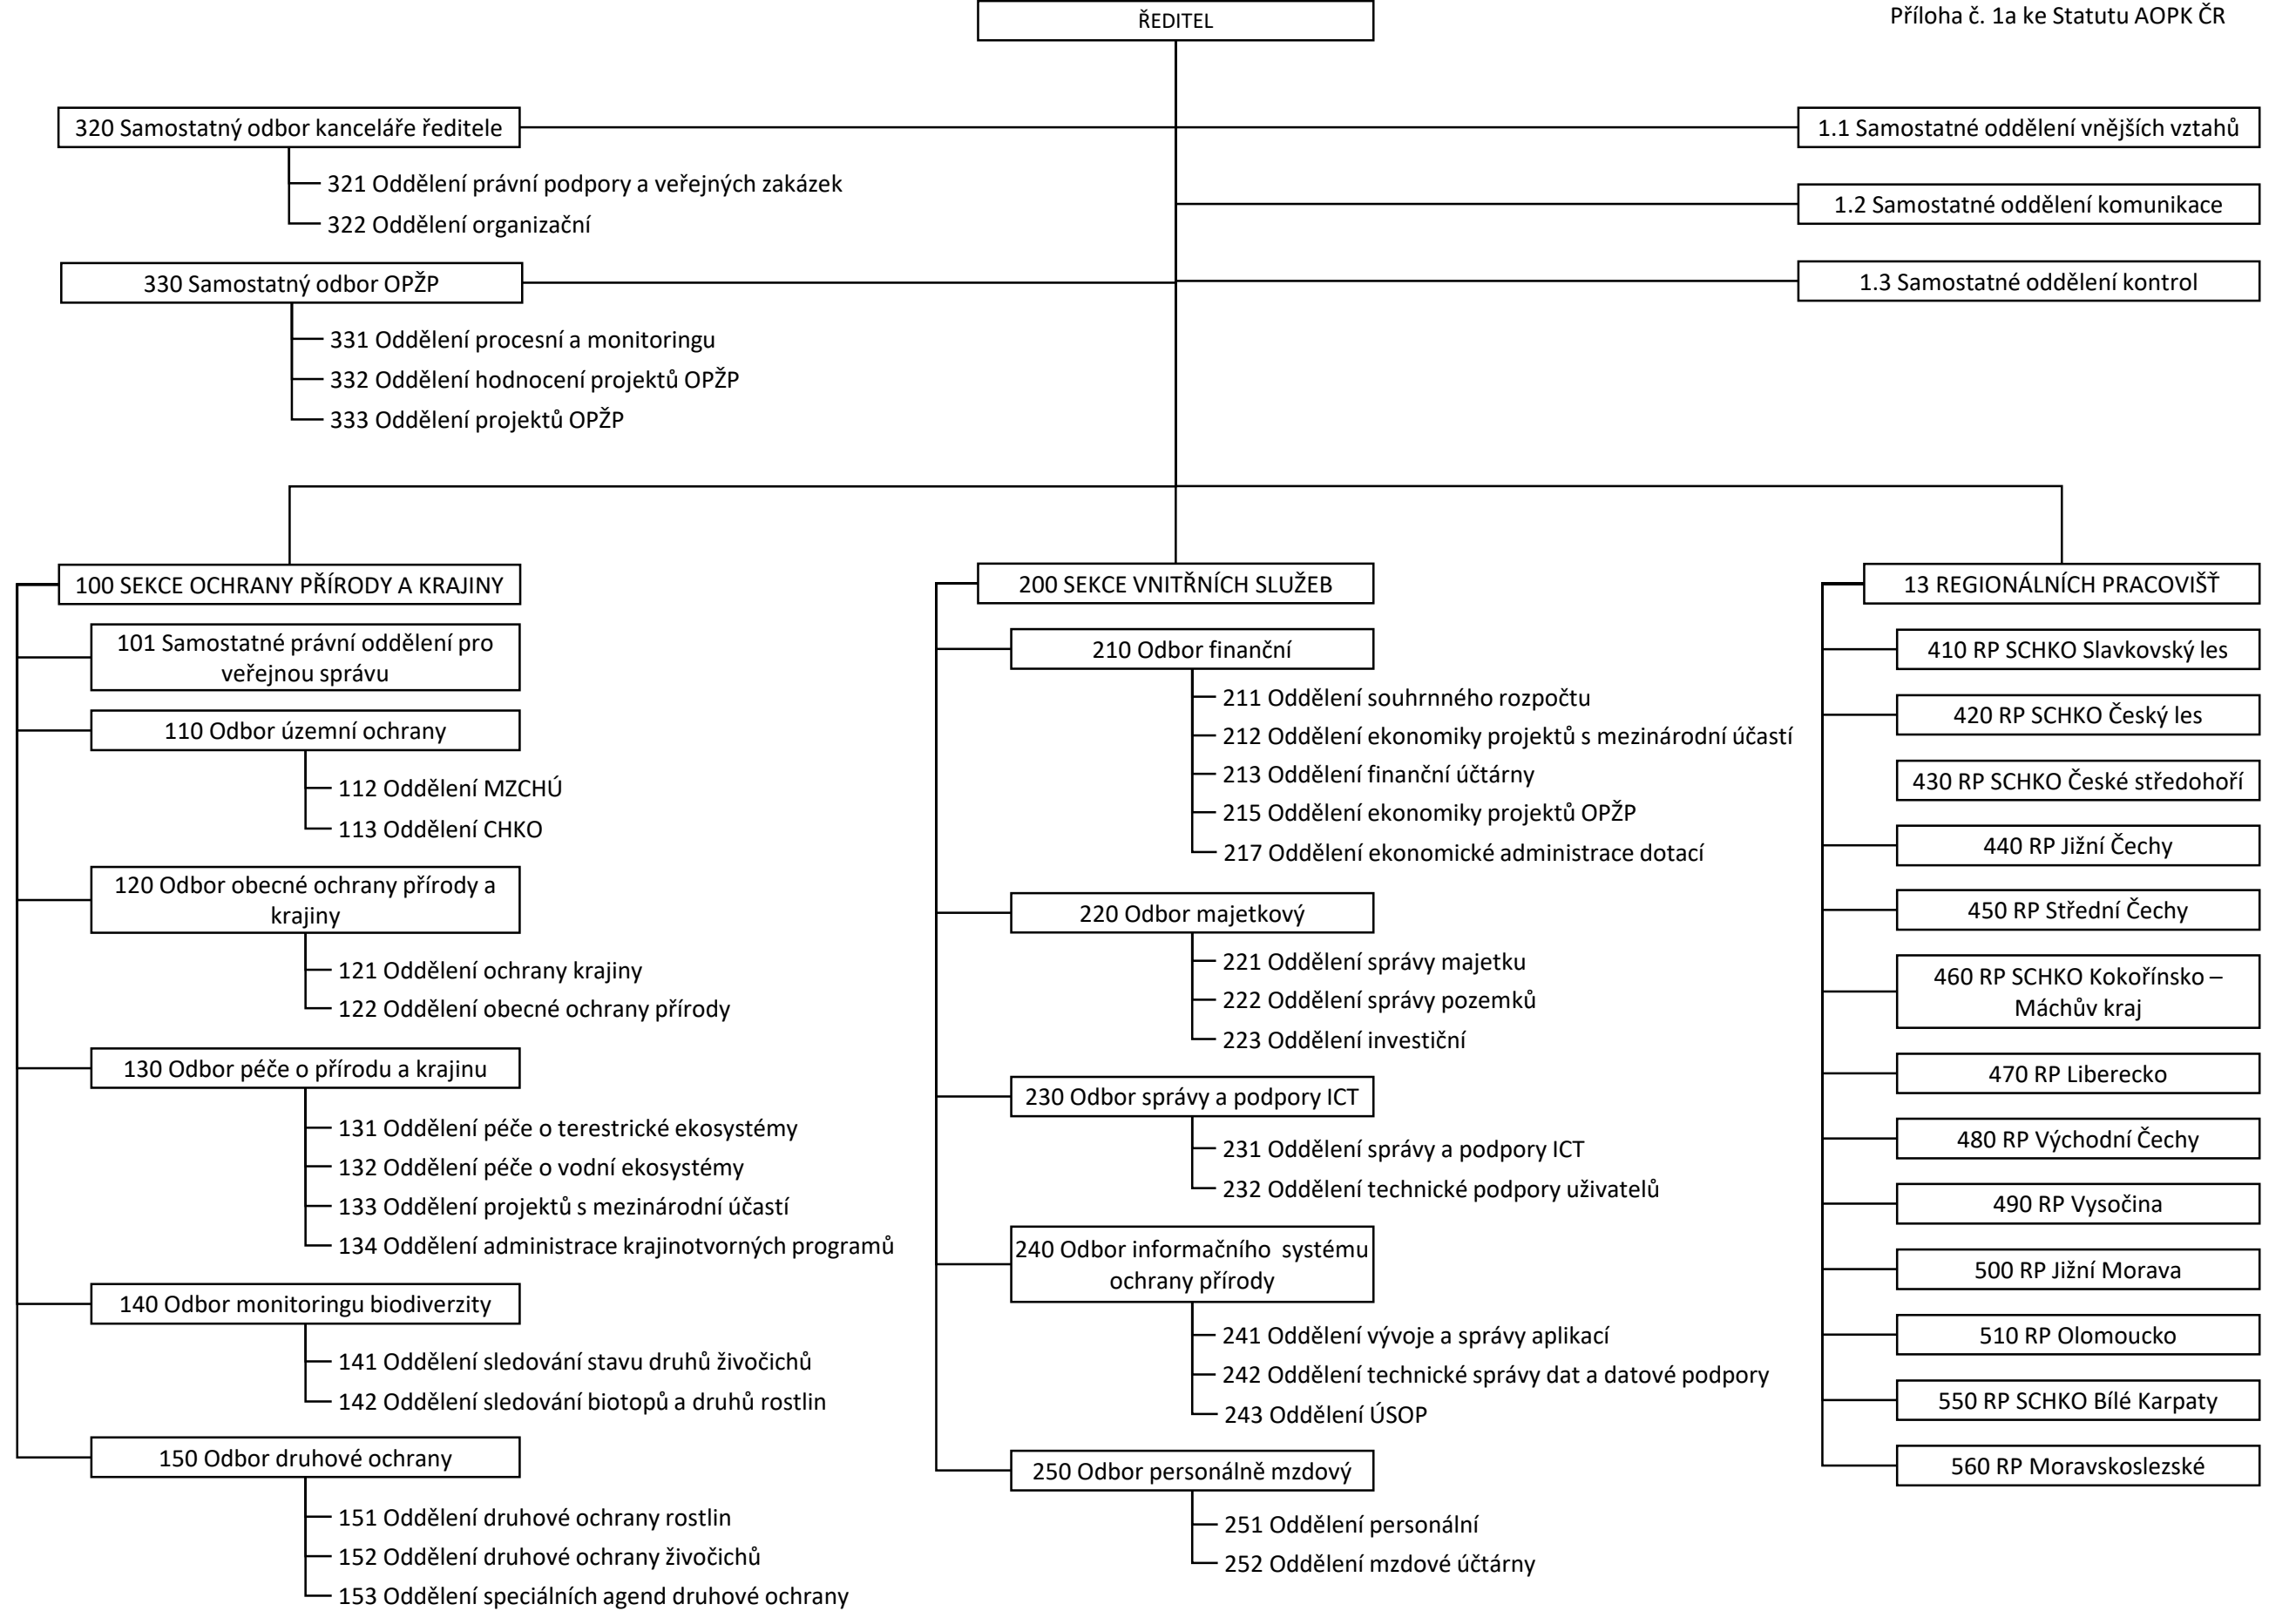 ŘEDITEL
Příloha č. 1a ke Statutu AOPK ČR
320 Samostatný odbor kanceláře ředitele
321 Oddělení právní podpory a veřejných zakázek
322 Oddělení organizační
330 Samostatný odbor OPŽP
331 Oddělení procesní a monitoringu
332 Oddělení hodnocení projektů OPŽP
333 Oddělení projektů OPŽP
1.1 Samostatné oddělení vnějších vztahů
1.2 Samostatné oddělení komunikace
1.3 Samostatné oddělení kontrol
100 SEKCE OCHRANY PŘÍRODY A KRAJINY
101 Samostatné právní oddělení pro
veřejnou správu
110 Odbor územní ochrany
112 Oddělení MZCHÚ
113 Oddělení CHKO
120 Odbor obecné ochrany přírody a
krajiny
121 Oddělení ochrany krajiny
122 Oddělení obecné ochrany přírody
130 Odbor péče o přírodu a krajinu
131 Oddělení péče o terestrické ekosystémy
132 Oddělení péče o vodní ekosystémy
133 Oddělení projektů s mezinárodní účastí
134 Oddělení administrace krajinotvorných programů
140 Odbor monitoringu biodiverzity
141 Oddělení sledování stavu druhů živočichů
142 Oddělení sledování biotopů a druhů rostlin
150 Odbor druhové ochrany
151 Oddělení druhové ochrany rostlin
152 Oddělení druhové ochrany živočichů
153 Oddělení speciálních agend druhové ochrany
200 SEKCE VNITŘNÍCH SLUŽEB
210 Odbor finanční
211 Oddělení souhrnného rozpočtu
212 Oddělení ekonomiky projektů s mezinárodní účastí
213 Oddělení finanční účtárny
215 Oddělení ekonomiky projektů OPŽP
217 Oddělení ekonomické administrace dotací
220 Odbor majetkový
221 Oddělení správy majetku
222 Oddělení správy pozemků
223 Oddělení investiční
230 Odbor správy a podpory ICT
231 Oddělení správy a podpory ICT
232 Oddělení technické podpory uživatelů
240 Odbor informačního systému
ochrany přírody
241 Oddělení vývoje a správy aplikací
242 Oddělení technické správy dat a datové podpory
243 Oddělení ÚSOP
250 Odbor personálně mzdový
251 Oddělení personální
252 Oddělení mzdové účtárny
13 REGIONÁLNÍCH PRACOVIŠŤ
410 RP SCHKO Slavkovský les
420 RP SCHKO Český les
430 RP SCHKO České středohoří
440 RP Jižní Čechy
450 RP Střední Čechy
460 RP SCHKO Kokořínsko –
Máchův kraj
470 RP Liberecko
480 RP Východní Čechy
490 RP Vysočina
500 RP Jižní Morava
510 RP Olomoucko
550 RP SCHKO Bílé Karpaty
560 RP Moravskoslezské